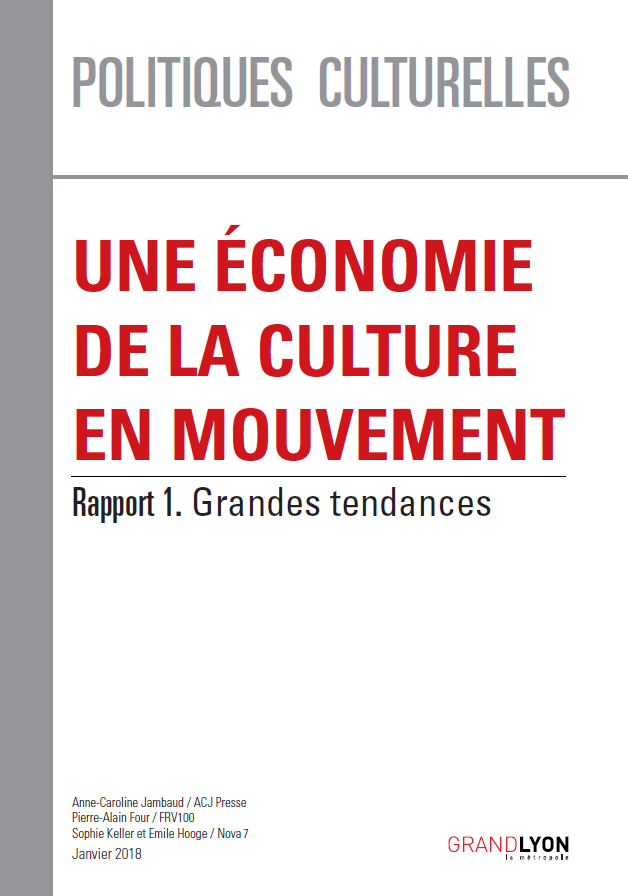 POLITIQUES CULTURELLES
UNE ÉCONOMIE
DE LA CULTURE
EN MOUVEMENT
Rapport 1. Grandes tendances
Anne-Caroline Jambaud / ACJ Presse
Pierre-Alain Four / FRV100
Sophie Keller et Emile Hooge / Nova 7
Janvier 2018
GRANDLYON
la métropole